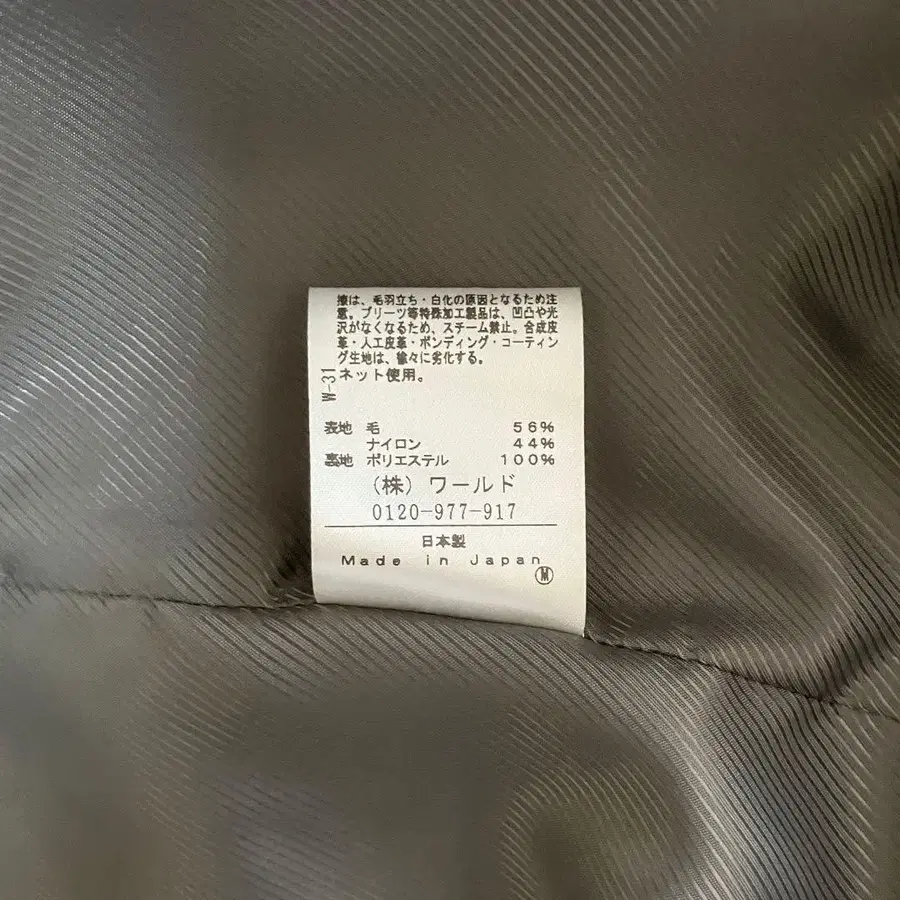 擦は、毛羽立ち・白化の原因となるため注
意。プリーツ等特殊加工製品は、凹凸や光
沢がなくなるため、スチーム禁止。合成皮
革・人工皮革・ボンディング・コーティン
グ生地は、徐々に劣化する。
ネット使用。
W-31
表地 毛 56%
ナイロン 44%
裏地 ポリエステル 100%
(株) ワールド
0120-977-917
日本製
Made in Japan
M